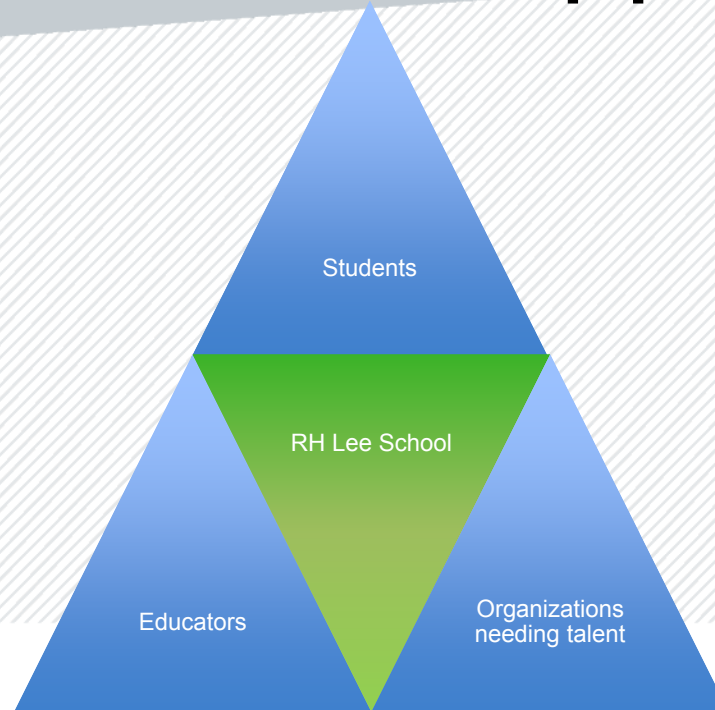 Students
RH Lee School
Educators
Organizations
needing talent